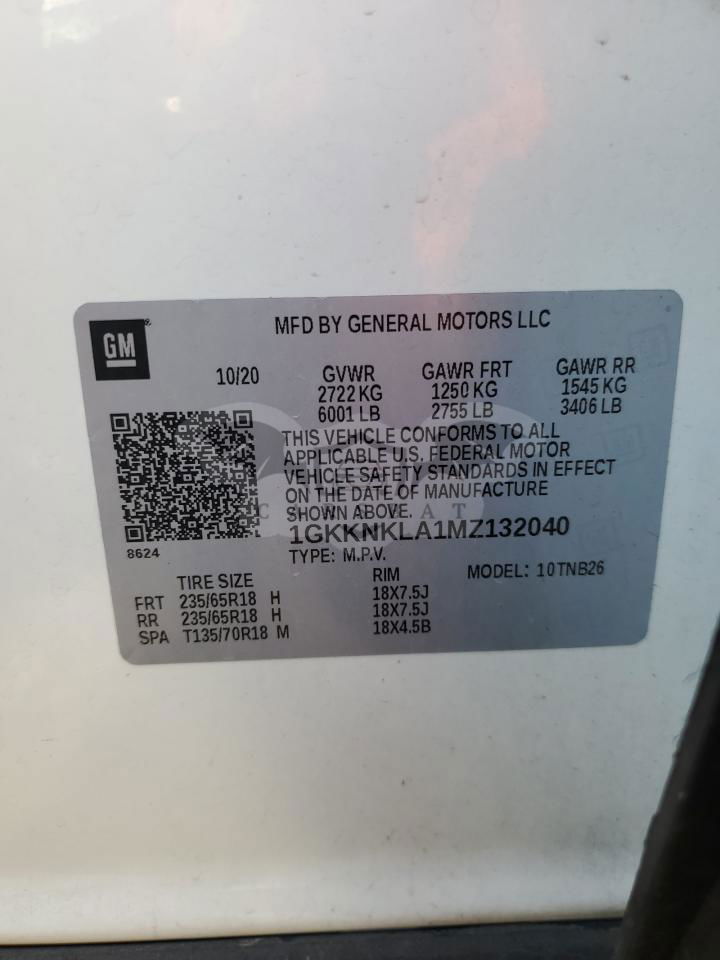 GM
MFD BY GENERAL MOTORS LLC
10/20
GVWR
2722 KG
6001 LB
GAWR FRT
1250 KG
2755 LB
GAWR RR
1545 KG
3406 LB
THIS VEHICLE CONFORMS TO ALL
APPLICABLE U.S. FEDERAL MOTOR
VEHICLE SAFETY STANDARDS IN EFFECT
ON THE DATE OF MANUFACTURE
SHOWN ABOVE.
1GKKNKLA1MZ132040
8624
TYPE: M.P.V.
MODEL: 10TNB26
TIRE SIZE
RIM
FRT 235/65R18 H 18X7.5J
RR 235/65R18 H 18X7.5J
SPA T135/70R18 M 18X4.5B